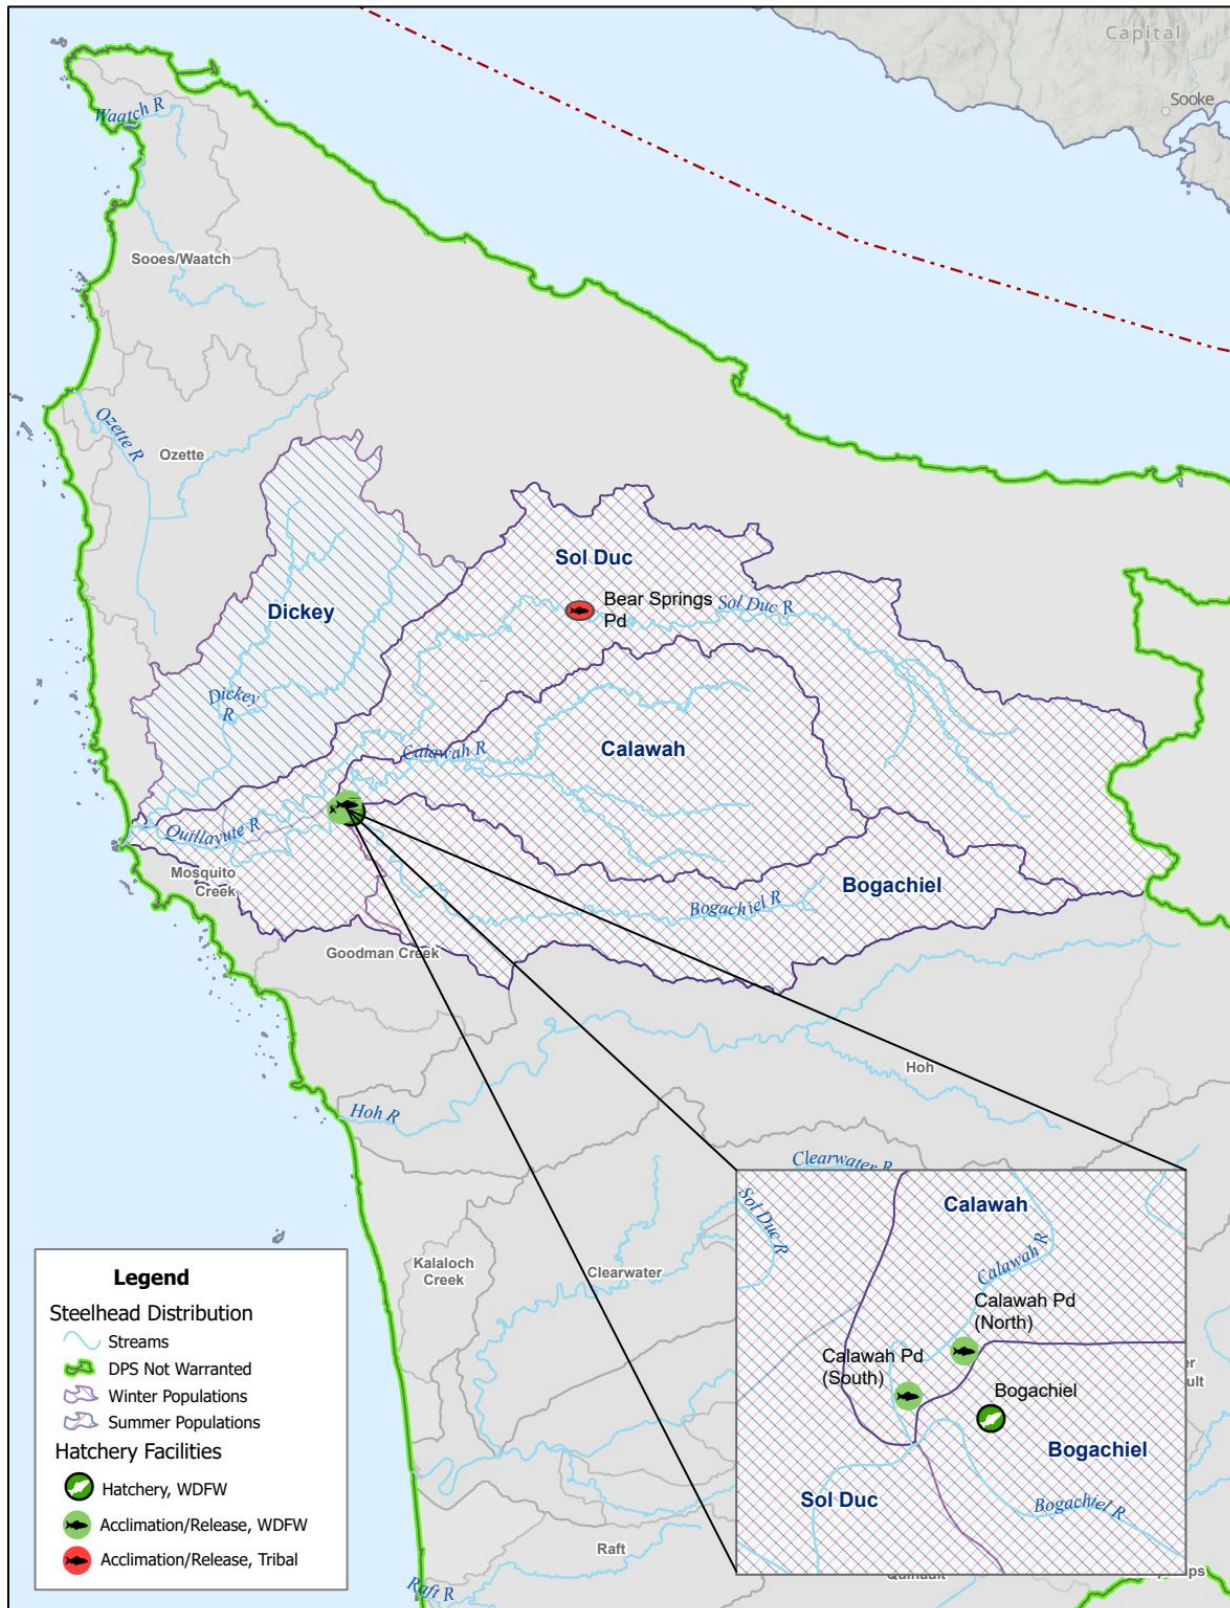 Capital
Sooke
Waatch R
Sooes/Waatch
Ozette R
Ozette
Sol Duc
Bear Springs
Pd
Sol Duc R
Dickey
Dickey
R
Calawah R
Calawah
Quillayute R
Mosquito
Creek
Bogachiel
Bogachiel R
Goodman Creek
Hoh
Hoh R
Clearwater R
Sol Duc R
Calawah
Calawah R
Kalaloch
Creek
Clearwater
Calawah Pd
(North)
Calawah Pd
(South)
Bogachiel
Bogachiel
Sol Duc
Bogachiel R
Raft
Raft R
Legend
Steelhead Distribution
Streams
DPS Not Warranted
Winter Populations
Summer Populations
Hatchery Facilities
Hatchery, WDFW
Acclimation/Release, WDFW
Acclimation/Release, Tribal